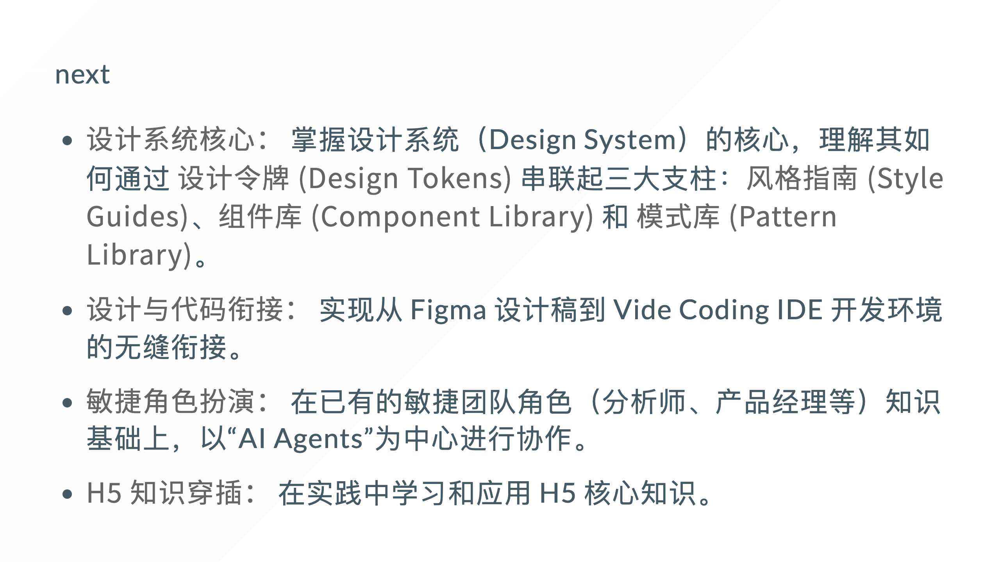 next
• 设计系统核心： 掌握设计系统（Design System）的核心，理解其如
何通过 设计令牌 (Design Tokens) 串联起三大支柱：风格指南 (Style
Guides)、组件库 (Component Library) 和 模式库 (Pattern
Library)。
• 设计与代码衔接： 实现从 Figma 设计稿到 Vide Coding IDE 开发环境
的无缝衔接。
• 敏捷角色扮演： 在已有的敏捷团队角色（分析师、产品经理等）知识
基础上，以“AI Agents”为中心进行协作。
• H5 知识穿插： 在实践中学习和应用 H5 核心知识。